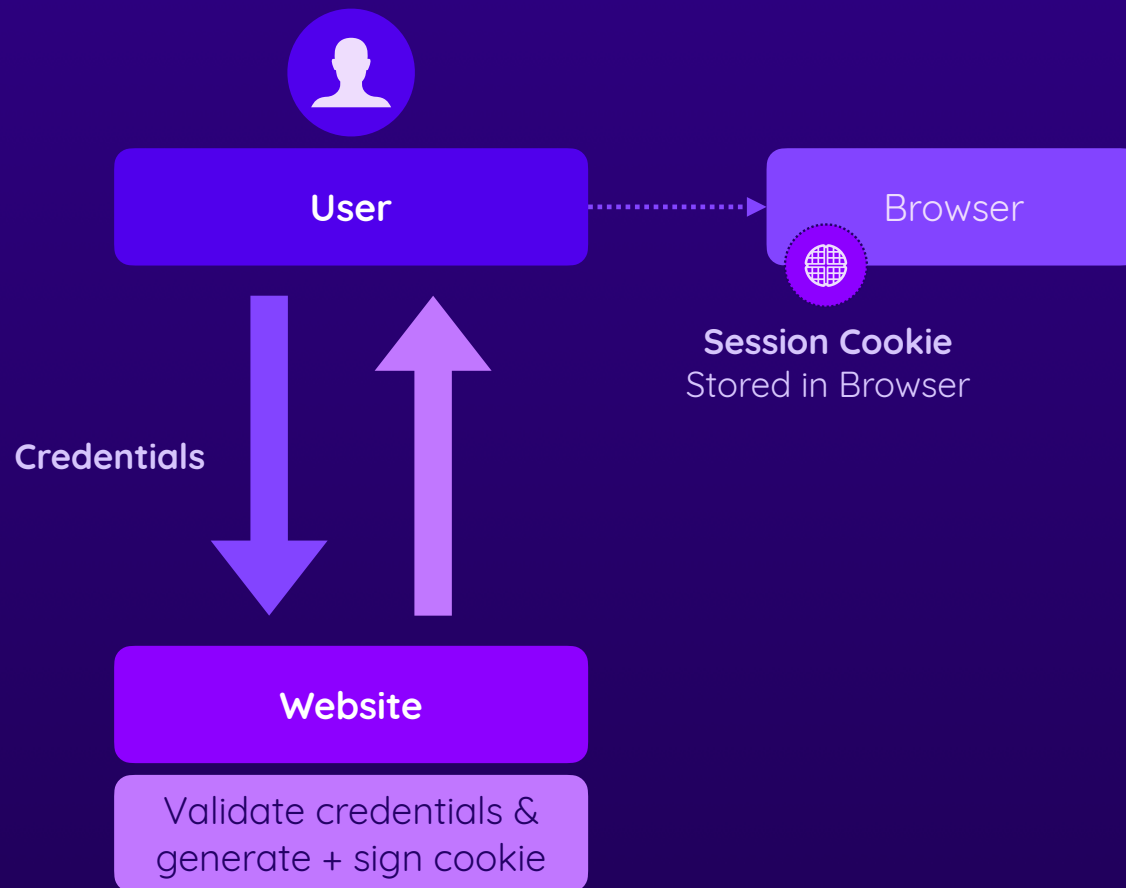 User
Browser
Session Cookie
Stored in Browser
Credentials
Website
Validate credentials &
generate + sign cookie